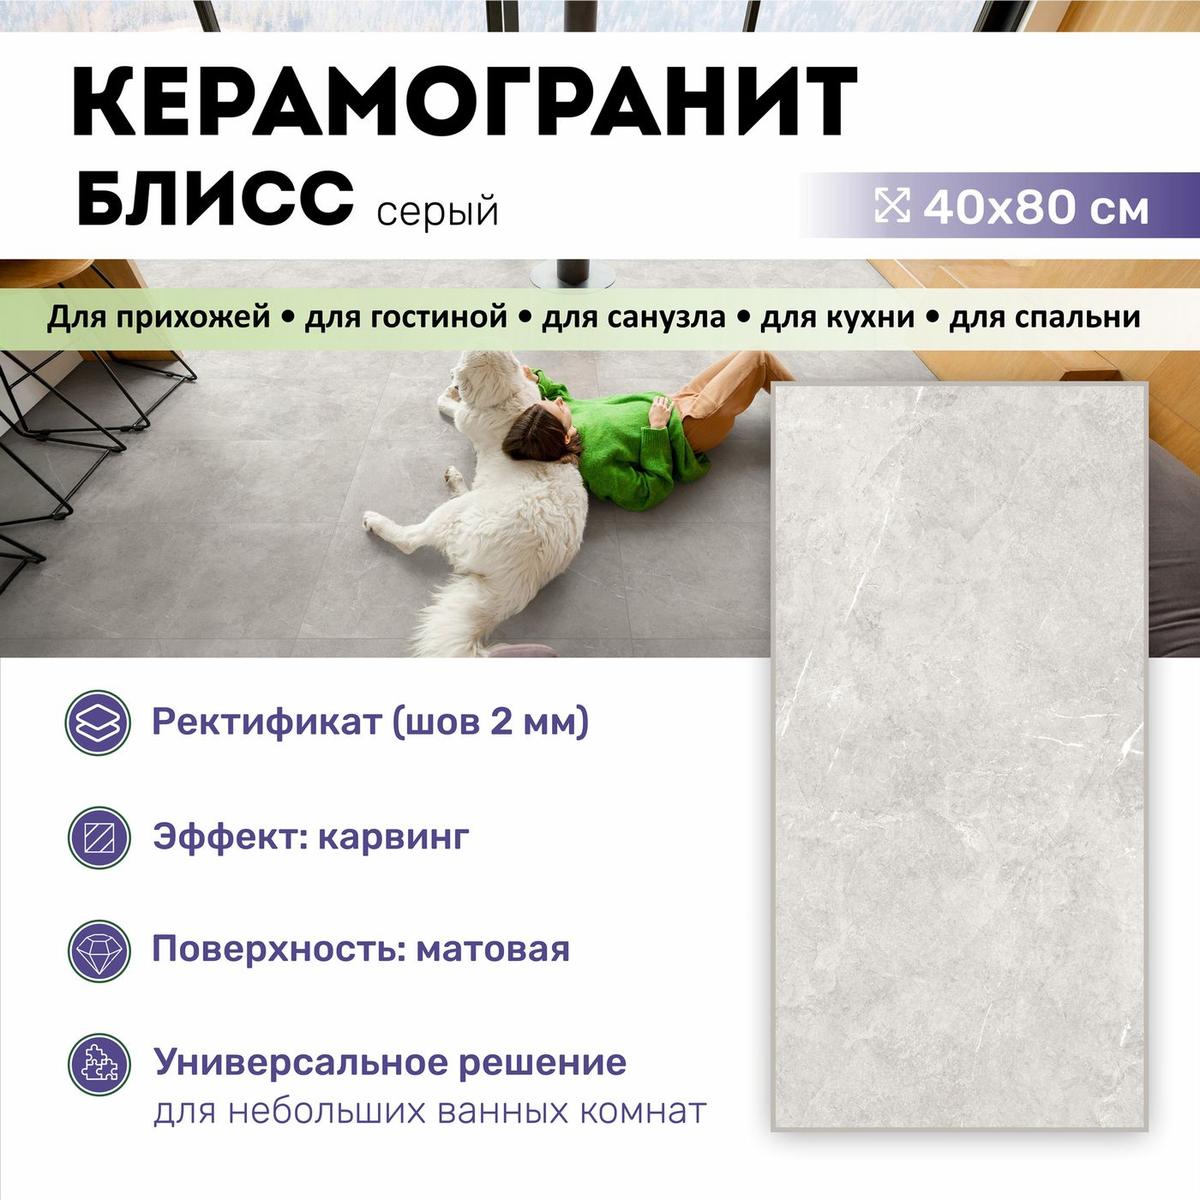 КЕРАМОГРАНИТ
БЛИСС серый
40х80 см
Для прихожей • для гостиной • для санузла • для кухни • для спальни
Ректификат (шов 2 мм)
Эффект: карвинг
Поверхность: матовая
Универсальное решение
для небольших ванных комнат